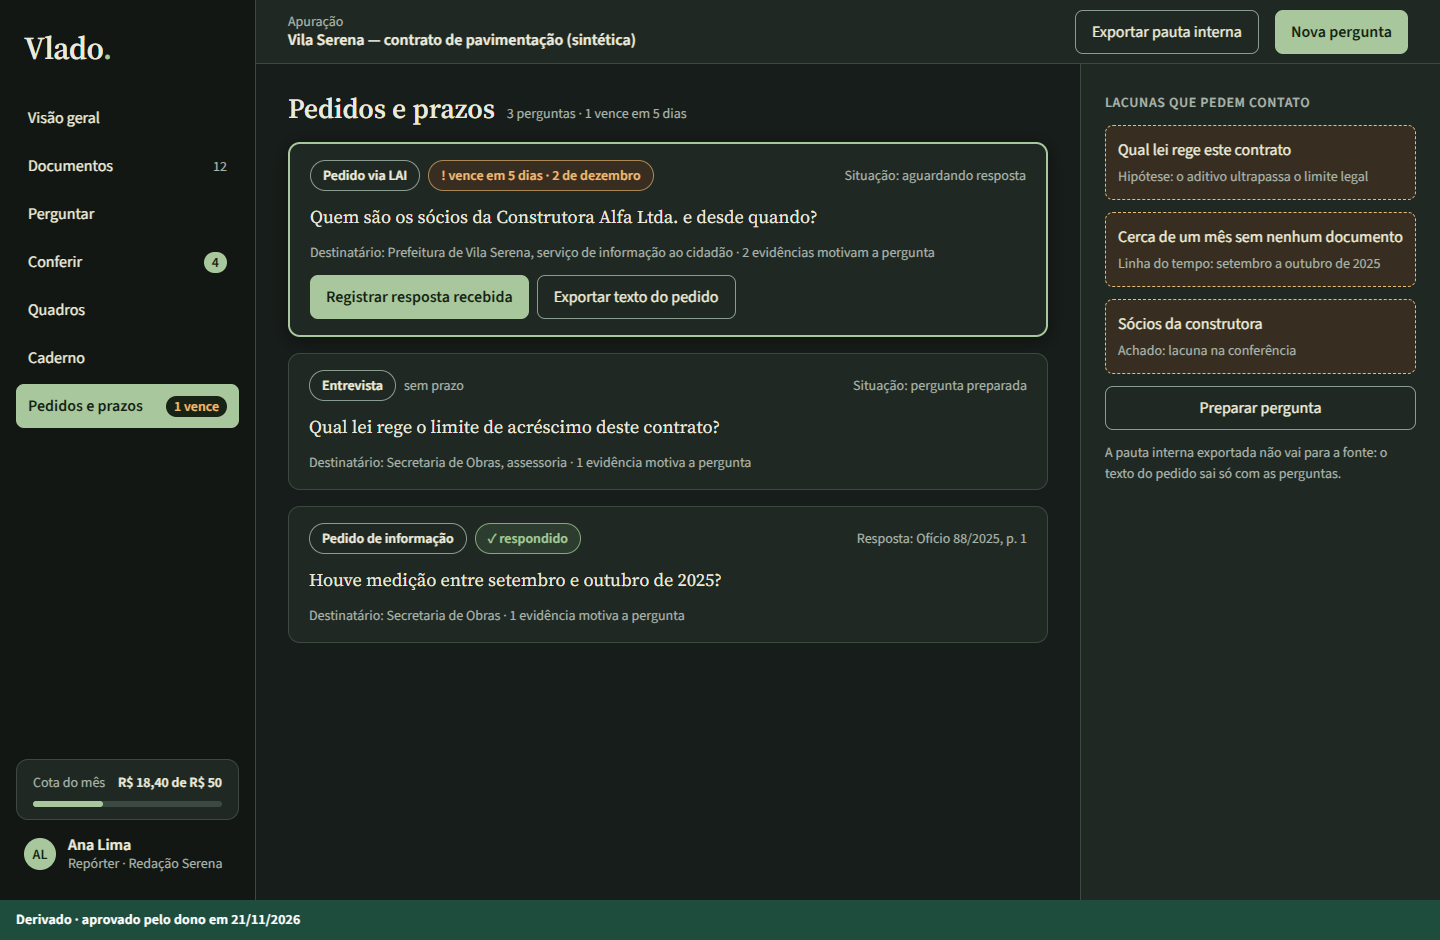 Vlado.
Visão geral
Documentos 12
Perguntar
Conferir 4
Quadros
Caderno
Pedidos e prazos 1 vence
Cota do mês R$ 18,40 de R$ 50
AL
Ana Lima
Repórter · Redação Serena
Apuração
Vila Serena — contrato de pavimentação (sintética)
Exportar pauta interna
Nova pergunta
Pedidos e prazos 3 perguntas · 1 vence em 5 dias
Pedido via LAI ! vence em 5 dias · 2 de dezembro Situação: aguardando resposta
Quem são os sócios da Construtora Alfa Ltda. e desde quando?
Destinatário: Prefeitura de Vila Serena, serviço de informação ao cidadão · 2 evidências motivam a pergunta
Registrar resposta recebida Exportar texto do pedido
Entrevista sem prazo Situação: pergunta preparada
Qual lei rege o limite de acréscimo deste contrato?
Destinatário: Secretaria de Obras, assessoria · 1 evidência motiva a pergunta
Pedido de informação ✓ respondido Resposta: Ofício 88/2025, p. 1
Houve medição entre setembro e outubro de 2025?
Destinatário: Secretaria de Obras · 1 evidência motiva a pergunta
LACUNAS QUE PEDEM CONTATO
Qual lei rege este contrato
Hipótese: o aditivo ultrapassa o limite legal
Cerca de um mês sem nenhum documento
Linha do tempo: setembro a outubro de 2025
Sócios da construtora
Achado: lacuna na conferência
Preparar pergunta
A pauta interna exportada não vai para a fonte: o
texto do pedido sai só com as perguntas.
Derivado · aprovado pelo dono em 21/11/2026